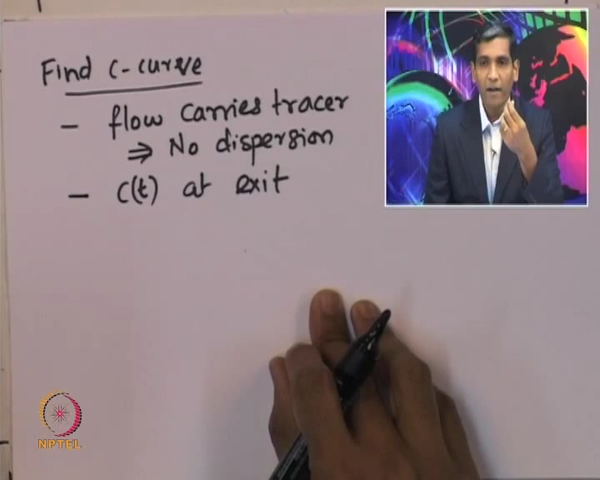 Find C-curve
- flow carries tracer
⇒ No dispersion
- C(t) at exit
NPTEL